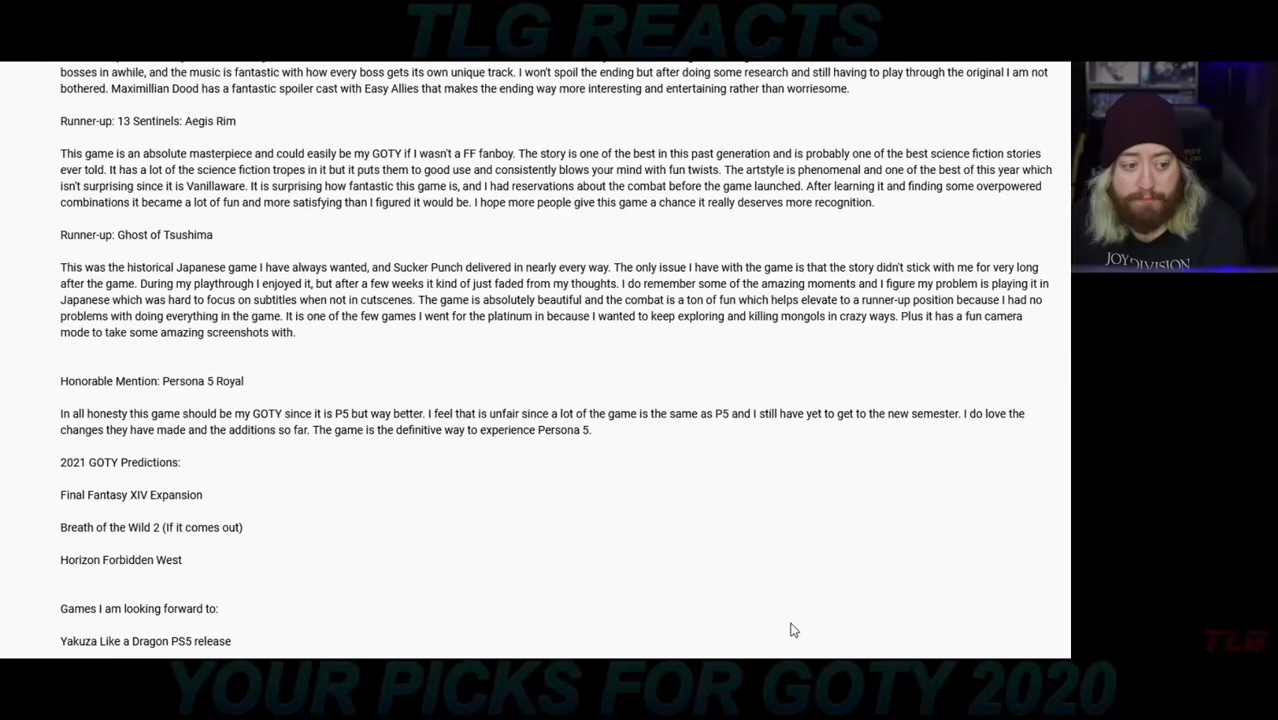 TLG REACTS
bosses in awhile, and the music is fantastic with how every boss gets its own unique track. I won't spoil the ending but after doing some research and still having to play through the original I am not
bothered. Maximillian Dood has a fantastic spoiler cast with Easy Allies that makes the ending way more interesting and entertaining rather than worriesome.
Runner-up: 13 Sentinels: Aegis Rim
This game is an absolute masterpiece and could easily be my GOTY if I wasn't a FF fanboy. The story is one of the best in this past generation and is probably one of the best science fiction stories
ever told. It has a lot of the science fiction tropes in it but it puts them to good use and consistently blows your mind with fun twists. The artstyle is phenomenal and one of the best of this year which
isn't surprising since it is Vanillaware. It is surprising how fantastic this game is, and I had reservations about the combat before the game launched. After learning it and finding some overpowered
combinations it became a lot of fun and more satisfying than I figured it would be. I hope more people give this game a chance it really deserves more recognition.
Runner-up: Ghost of Tsushima
This was the historical Japanese game I have always wanted, and Sucker Punch delivered in nearly every way. The only issue I have with the game is that the story didn't stick with me for very long
after the game. During my playthrough I enjoyed it, but after a few weeks it kind of just faded from my thoughts. I do remember some of the amazing moments and I figure my problem is playing it in
Japanese which was hard to focus on subtitles when not in cutscenes. The game is absolutely beautiful and the combat is a ton of fun which helps elevate to a runner-up position because I had no
problems with doing everything in the game. It is one of the few games I went for the platinum in because I wanted to keep exploring and killing mongols in crazy ways. Plus it has a fun camera
mode to take some amazing screenshots with.
Honorable Mention: Persona 5 Royal
In all honesty this game should be my GOTY since it is P5 but way better. I feel that is unfair since a lot of the game is the same as P5 and I still have yet to get to the new semester. I do love the
changes they have made and the additions so far. The game is the definitive way to experience Persona 5.
2021 GOTY Predictions:
Final Fantasy XIV Expansion
Breath of the Wild 2 (If it comes out)
Horizon Forbidden West
Games I am looking forward to:
Yakuza Like a Dragon PS5 release
JOY DIVISION
TLG
YOUR PICKS FOR GOTY 2020